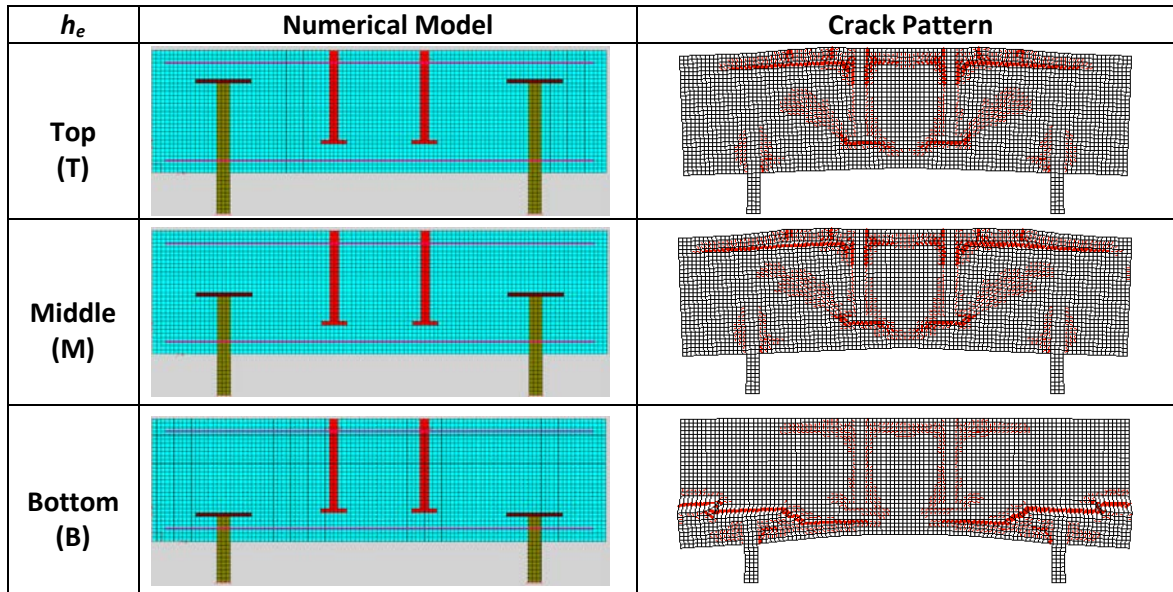 he Numerical Model Crack Pattern
Top
(T)
Middle
(M)
Bottom
(B)